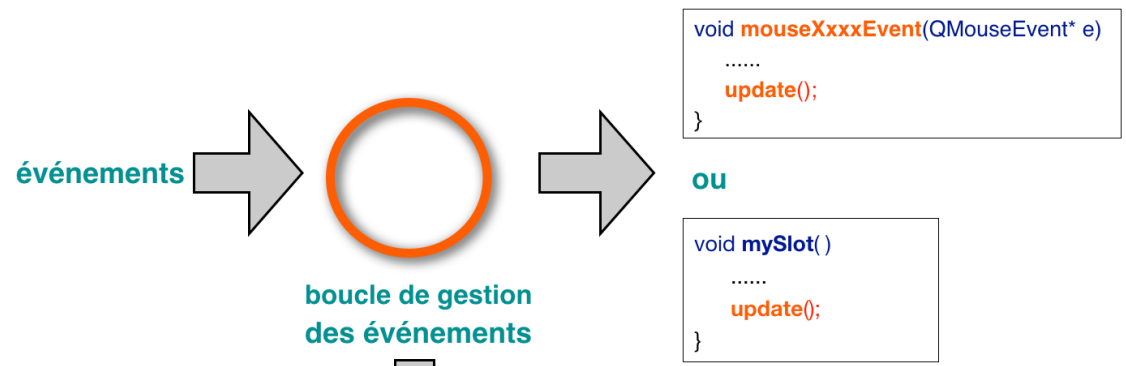 void mouseXxxxEvent(QMouseEvent* e)
......
update();
}
événements
ou
void mySlot( )
......
update();
}
boucle de gestion
des événements